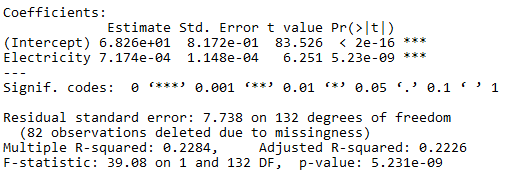 Coefficients:
Estimate Std. Error t value Pr(>|t|)
(Intercept) 6.826e+01 8.172e-01 83.526 < 2e-16 ***
Electricity 7.174e-04 1.148e-04 6.251 5.23e-09 ***
---
Signif. codes: 0 ‘***’ 0.001 ‘**’ 0.01 ‘*’ 0.05 ‘.’ 0.1 ‘ ’ 1
Residual standard error: 7.738 on 132 degrees of freedom
(82 observations deleted due to missingness)
Multiple R-squared: 0.2284, Adjusted R-squared: 0.2226
F-statistic: 39.08 on 1 and 132 DF, p-value: 5.231e-09